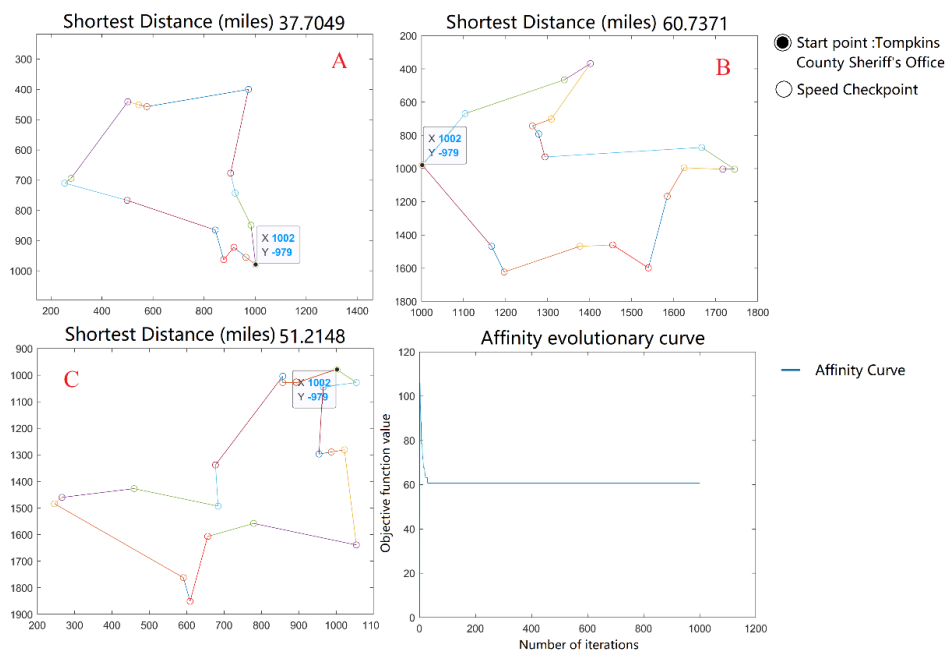 Shortest Distance (miles) 37.7049
A
200
300
400
500
600
700
800
900
1000
X 1002
Y -979
200 400 600 800 1000 1200 1400
Shortest Distance (miles) 60.7371
B
200
400
600
800
1000
1200
1400
1600
1800
X 1002
Y -979
1000 1100 1200 1300 1400 1500 1600 1700 1800
Start point :Tompkins
County Sheriff's Office
Speed Checkpoint
Shortest Distance (miles) 51.2148
C
900
1000
1100
1200
1300
1400
1500
1600
1700
1800
1900
X 1002
Y -979
200 300 400 500 600 700 800 900 1000 110
Affinity evolutionary curve
Objective function value
120
100
80
60
40
20
0
0 200 400 600 800 1000 1200
Number of iterations
Affinity Curve